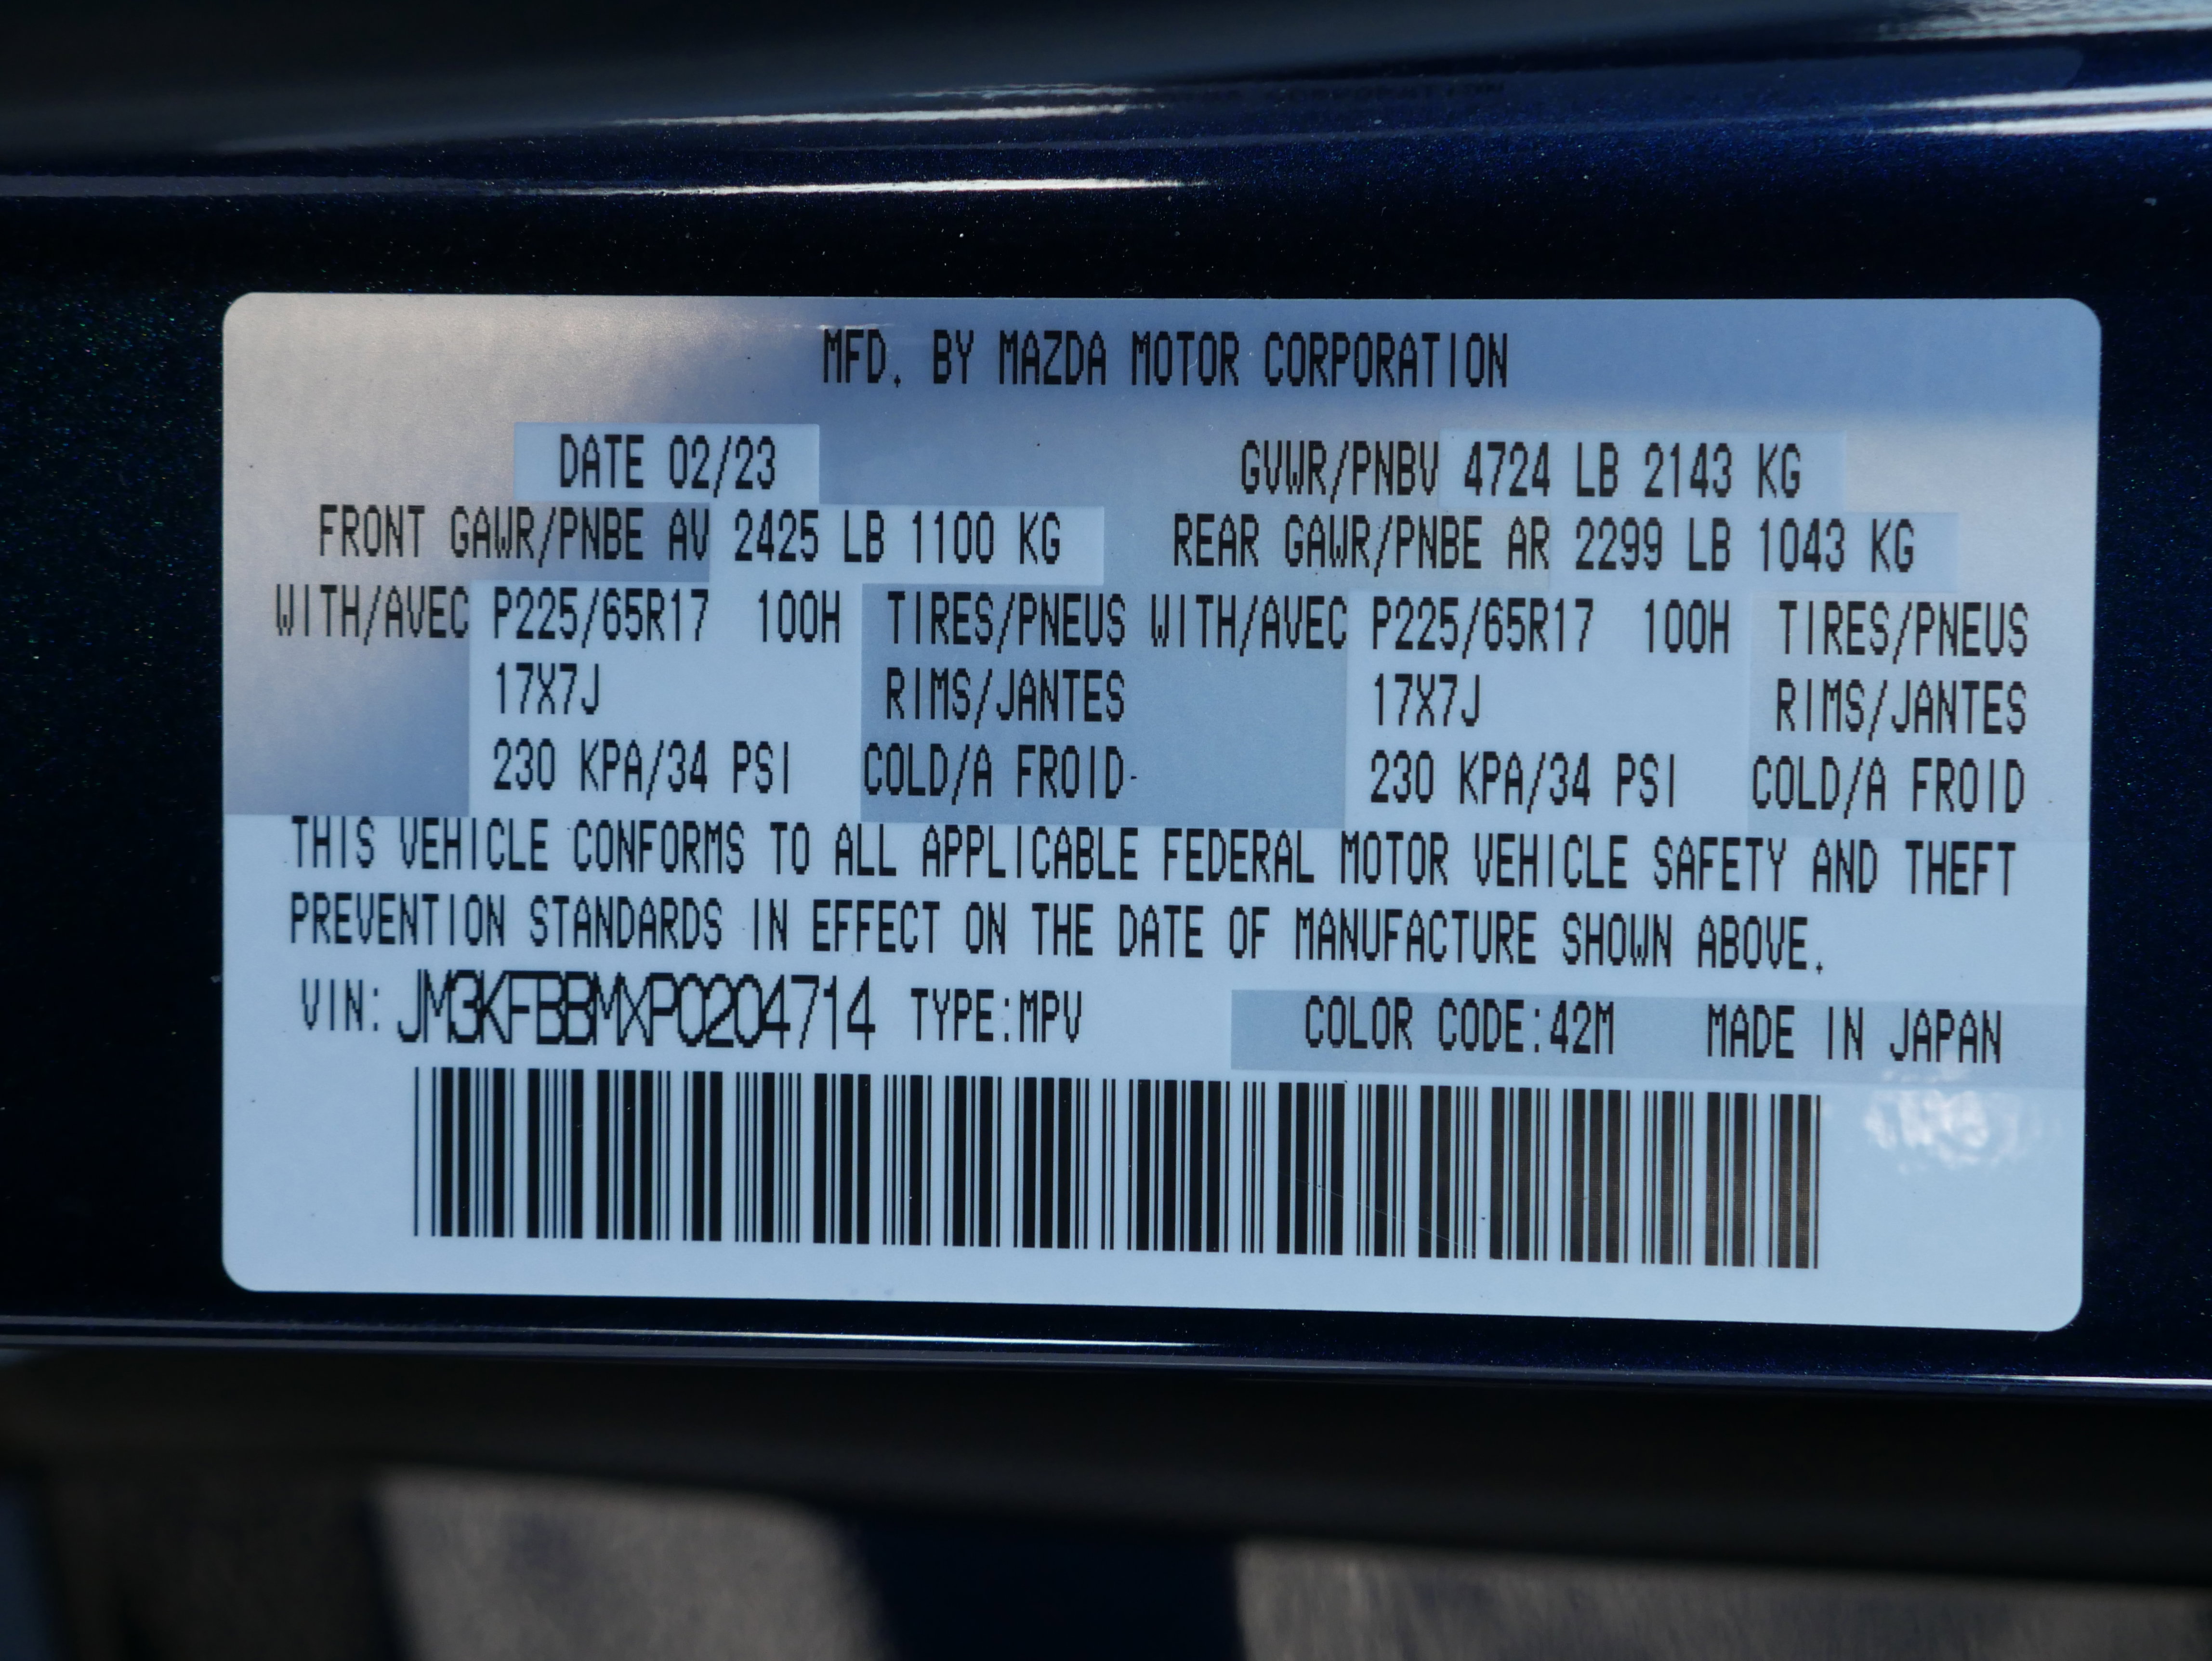 MFD. BY MAZDA MOTOR CORPORATION
DATE 02/23 GVWR/PNBV 4724 LB 2143 KG
FRONT GAWR/PNBE AV 2425 LB 1100 KG REAR GAWR/PNBE AR 2299 LB 1043 KG
WITH/AVEC P225/65R17 100H TIRES/PNEUS WITH/AVEC P225/65R17 100H TIRES/PNEUS
17X7J RIMS/JANTES 17X7J RIMS/JANTES
230 KPA/34 PSI COLD/A FROID 230 KPA/34 PSI COLD/A FROID
THIS VEHICLE CONFORMS TO ALL APPLICABLE FEDERAL MOTOR VEHICLE SAFETY AND THEFT
PREVENTION STANDARDS IN EFFECT ON THE DATE OF MANUFACTURE SHOWN ABOVE.
VIN: JM3KFBBMXP0204714 TYPE:MPV COLOR CODE:42M MADE IN JAPAN